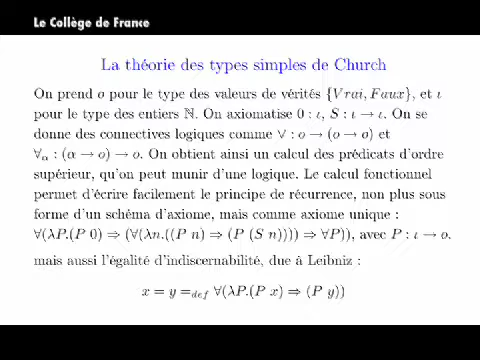 Le Collège de France
La théorie des types simples de Church
On prend o pour le type des valeurs de vérités {Vrai, Faux}, et ι
pour le type des entiers ℕ. On axiomatise 0 : ι, S : ι → ι. On se
donne des connectives logiques comme ∨ : o → (o → o) et
∀α : (α → o) → o. On obtient ainsi un calcul des prédicats d'ordre
supérieur, qu'on peut munir d'une logique. Le calcul fonctionnel
permet d'écrire facilement le principe de récurrence, non plus sous
forme d'un schéma d'axiome, mais comme axiome unique :
∀(λP.(P 0) ⇒ (∀(λn.((P n) ⇒ (P (S n)))) ⇒ ∀P)), avec P : ι → o.
mais aussi l'égalité d'indiscernabilité, due à Leibniz :
x = y =def ∀(λP.(P x) ⇒ (P y))